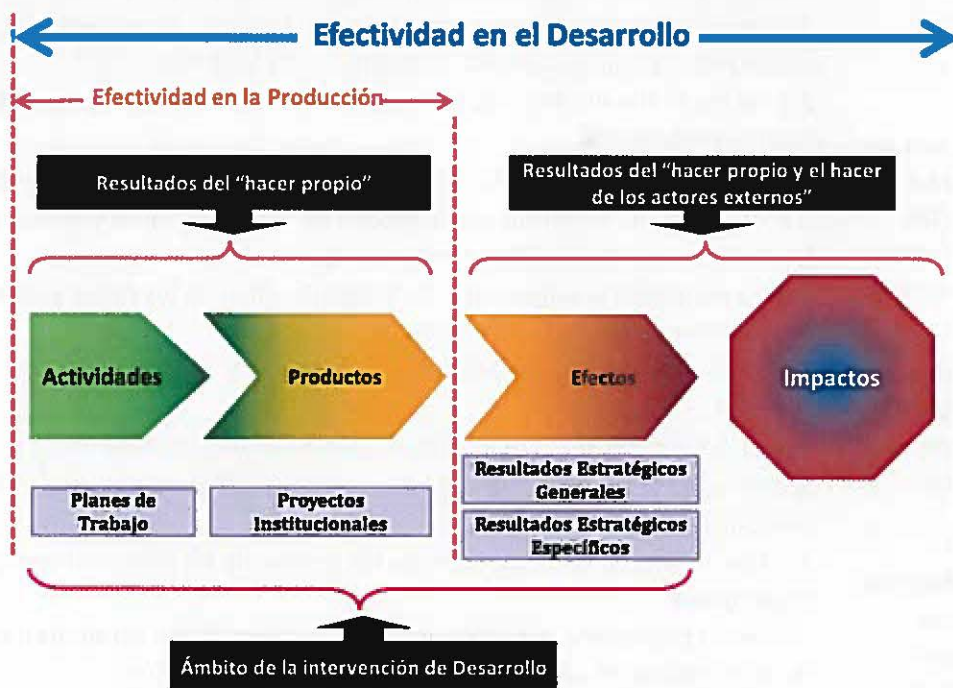 Efectividad en el Desarrollo
Efectividad en la Producción
Resultados del "hacer propio"
Resultados del "hacer propio y el hacer
de los actores externos"
Actividades
Productos
Efectos
Impactos
Planes de
Trabajo
Proyectos
Institucionales
Resultados Estratégicos
Generales
Resultados Estratégicos
Específicos
Ámbito de la intervención de Desarrollo